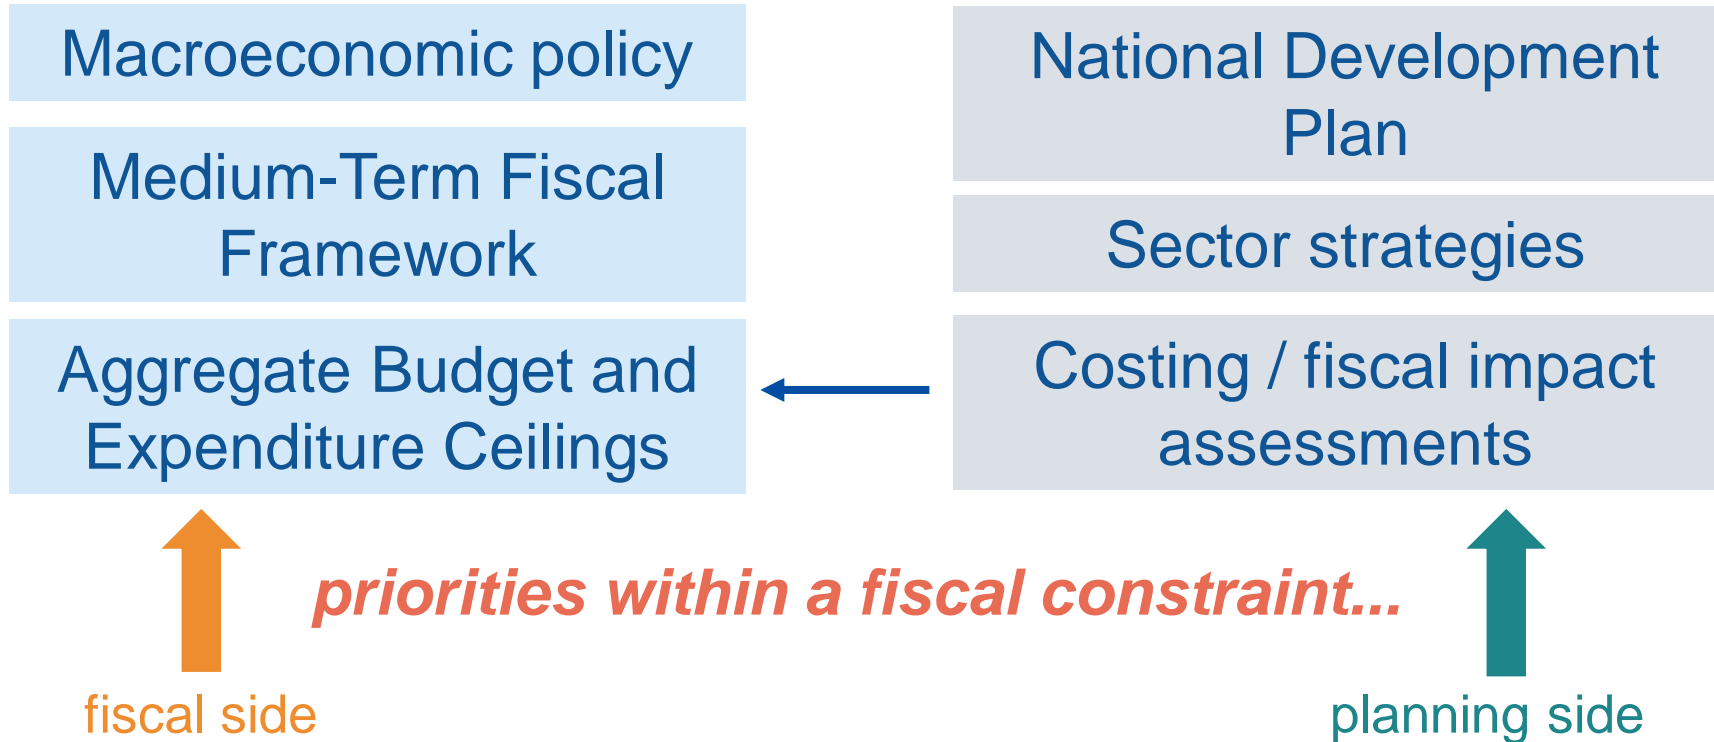 Macroeconomic policy
Medium-Term Fiscal
Framework
Aggregate Budget and
Expenditure Ceilings
National Development
Plan
Sector strategies
Costing / fiscal impact
assessments
priorities within a fiscal constraint...
fiscal side
planning side